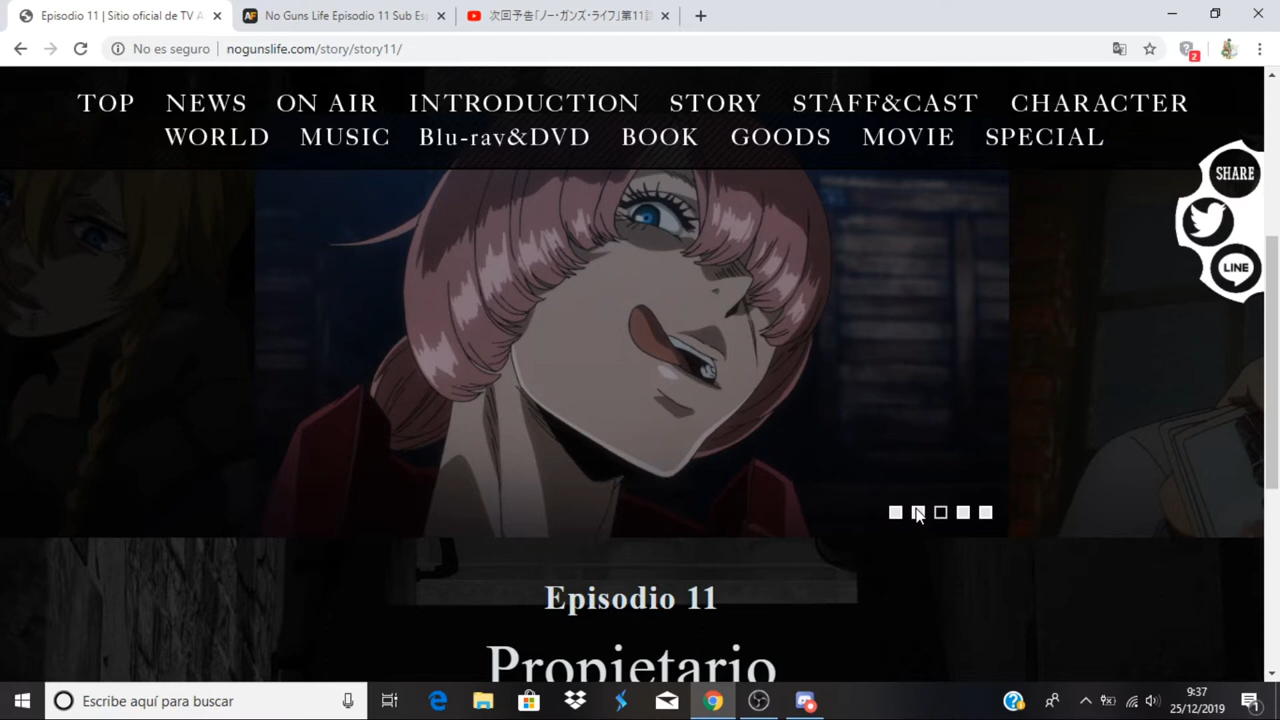 Episodio 11 | Sitio oficial de TV A
No Guns Life Episodio 11 Sub Esp
次回予告「ノー・ガンズ・ライフ」第11話
No es seguro
nogunslife.com/story/story11/
2
TOP NEWS ON AIR INTRODUCTION STORY STAFF&CAST CHARACTER
WORLD MUSIC Blu-ray&DVD BOOK GOODS MOVIE SPECIAL
SHARE
LINE
Episodio 11
Propietario
Escribe aquí para buscar
9:37
25/12/2019
1